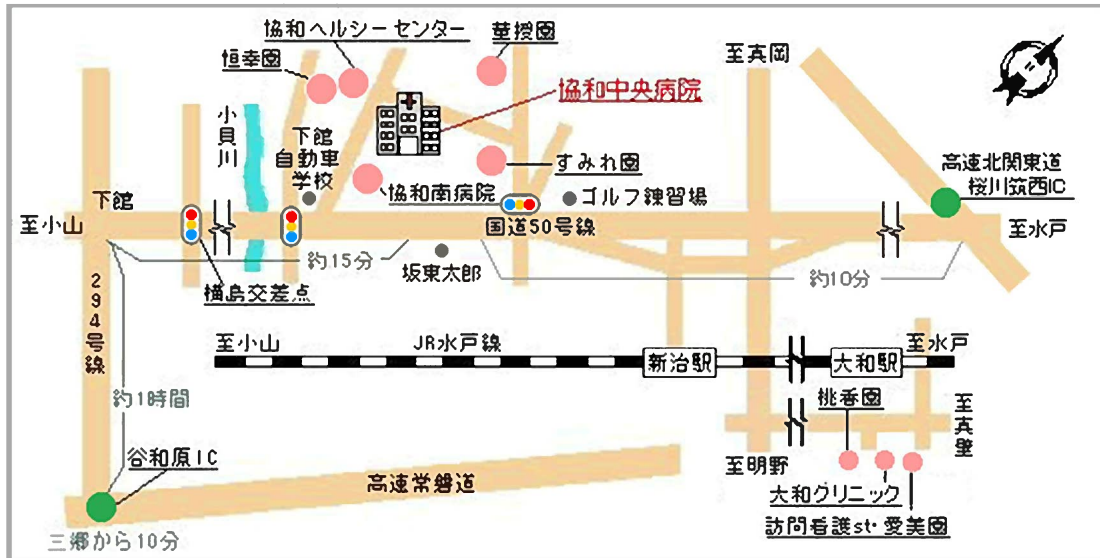 協和ヘルシーセンター
華授園
恒幸園
至真岡
協和中央病院
小貝川
下館
自動車
学校
すみれ園
高速北関東道
桜川筑西IC
協和南病院
ゴルフ練習場
下館
至小山
国道50号線
至水戸
約15分
坂東太郎
約10分
横島交差点
294号線
至小山
JR水戸線
新治駅
大和駅
至水戸
約1時間
桃香園
至真壁
谷和原IC
至明野
高速常磐道
大和クリニック
訪問看護st・愛美園
三郷から10分